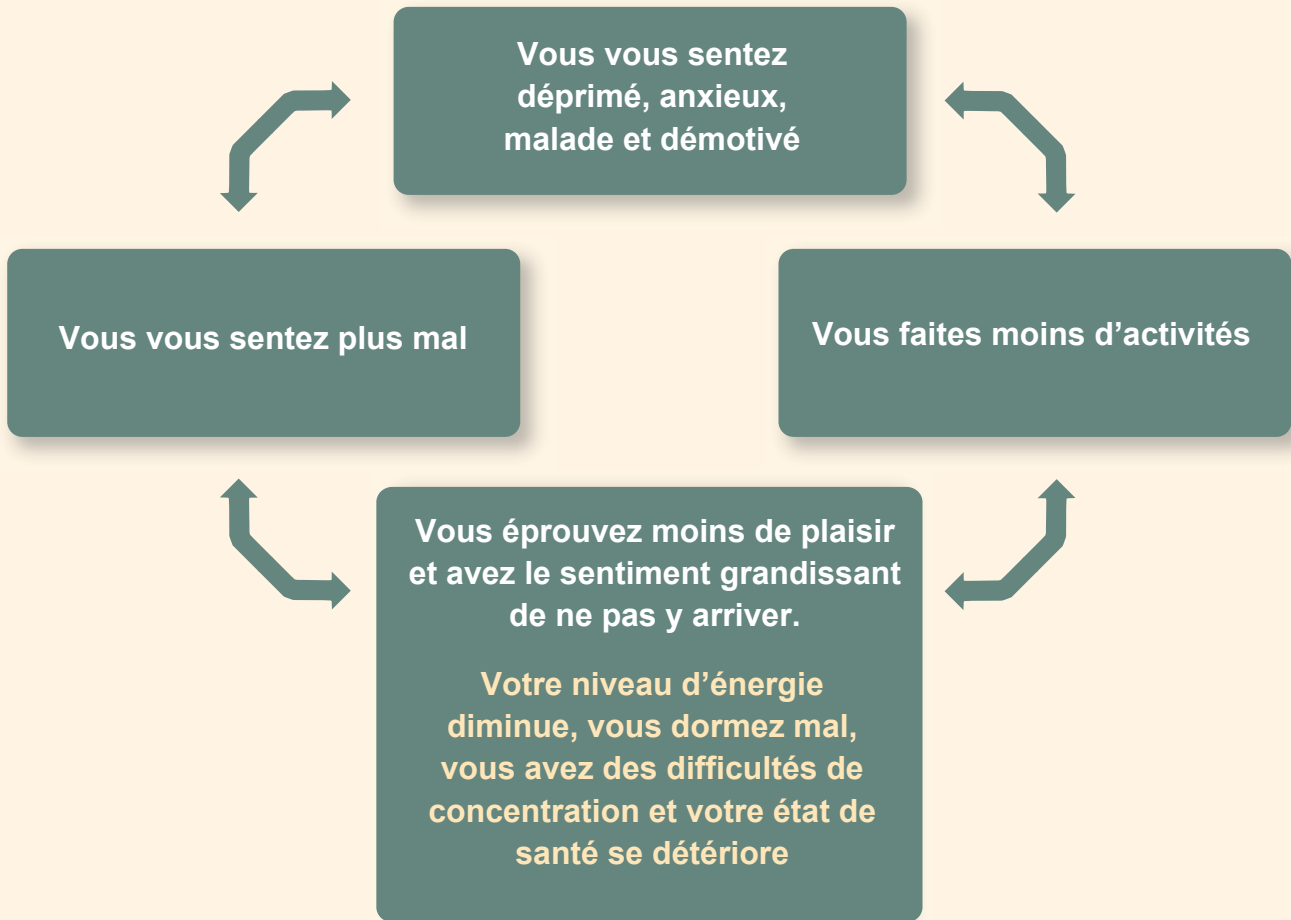 Vous vous sentez
déprimé, anxieux,
malade et démotivé
Vous vous sentez plus mal
Vous faites moins d’activités
Vous éprouvez moins de plaisir
et avez le sentiment grandissant
de ne pas y arriver.
Votre niveau d’énergie
diminue, vous dormez mal,
vous avez des difficultés de
concentration et votre état de
santé se détériore